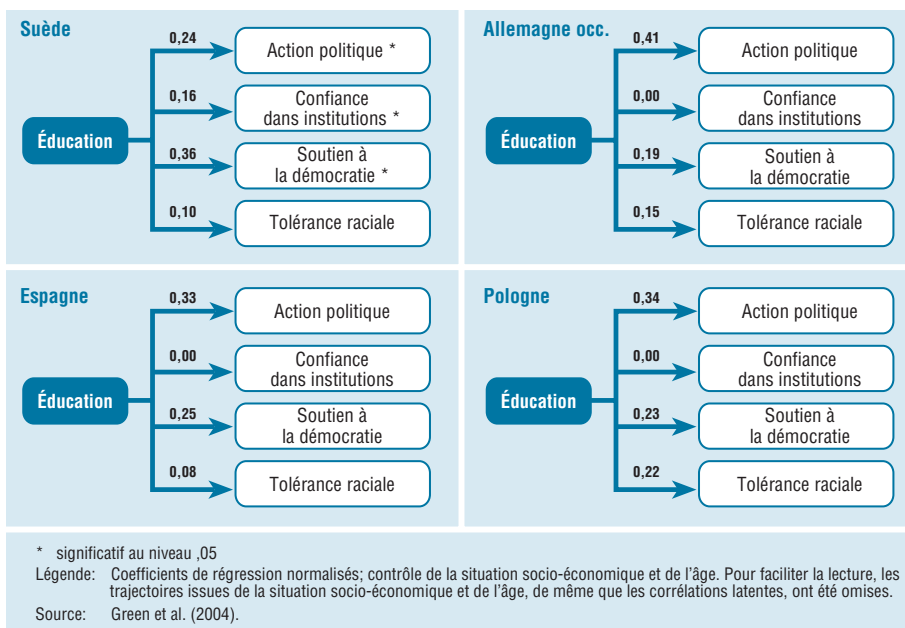 Suède
Éducation
0,24
Action politique *
0,16
Confiance
dans institutions *
0,36
Soutien à
la démocratie *
0,10
Tolérance raciale
Allemagne occ.
Éducation
0,41
Action politique
0,00
Confiance
dans institutions
0,19
Soutien à
la démocratie
0,15
Tolérance raciale
Espagne
Éducation
0,33
Action politique
0,00
Confiance
dans institutions
0,25
Soutien à
la démocratie
0,08
Tolérance raciale
Pologne
Éducation
0,34
Action politique
0,00
Confiance
dans institutions
0,23
Soutien à
la démocratie
0,22
Tolérance raciale
* significatif au niveau ,05
Légende: Coefficients de régression normalisés; contrôle de la situation socio-économique et de l'âge. Pour faciliter la lecture, les
trajectoires issues de la situation socio-économique et de l'âge, de même que les corrélations latentes, ont été omises.
Source: Green et al. (2004).